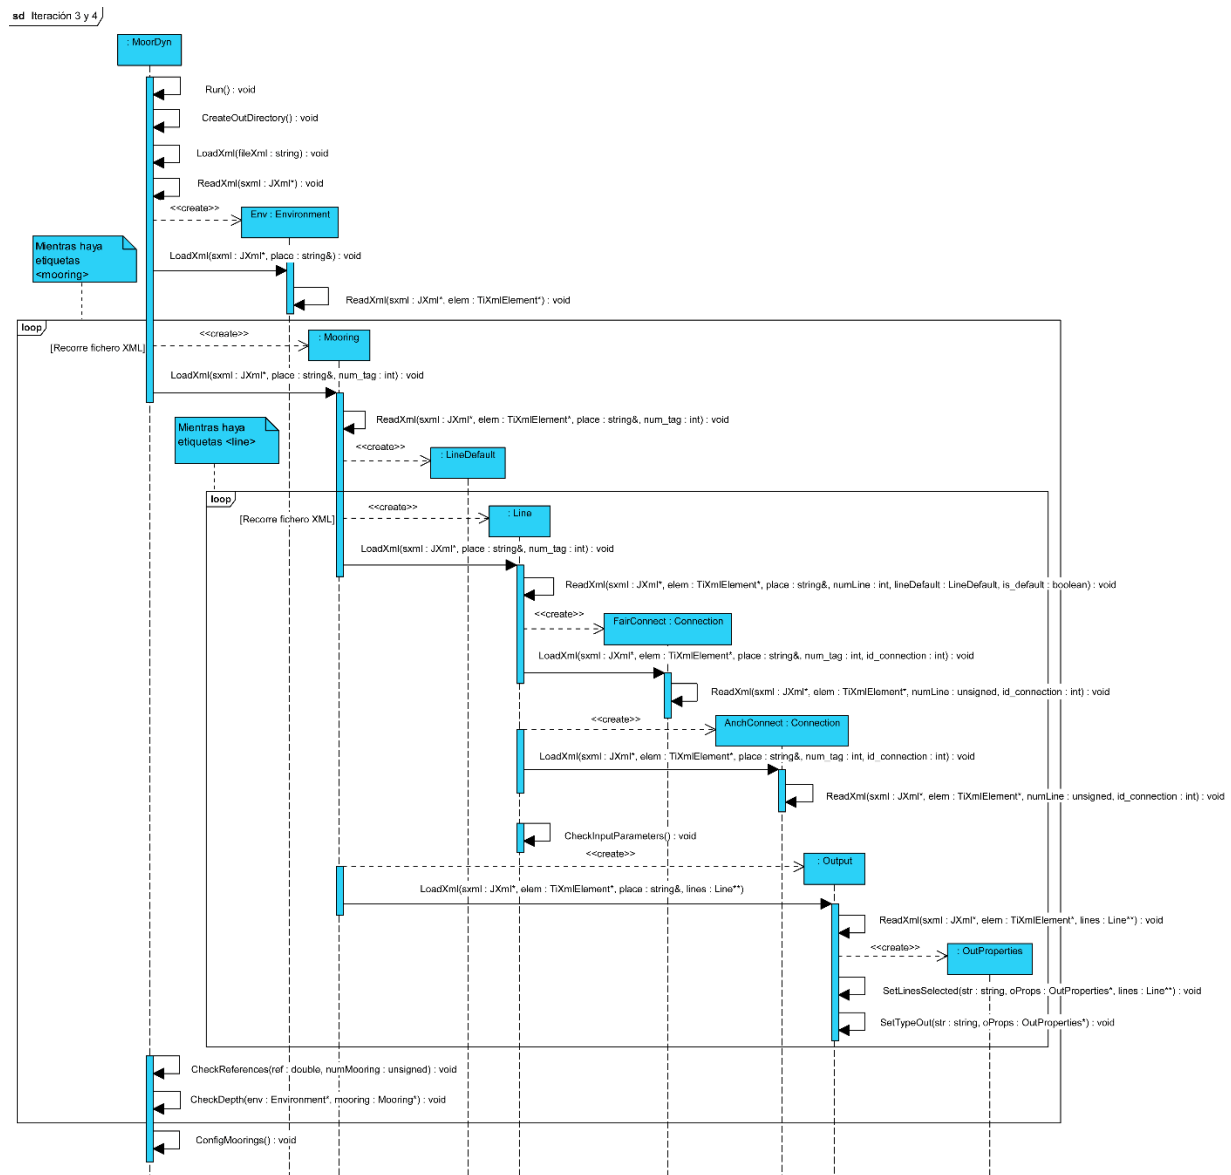 sd Iteración 3 y 4
: MoorDyn
Run() : void
CreateOutDirectory() : void
LoadXml(fileXml : string) : void
ReadXml(sxml : JXml*) : void
<<create>>
Env : Environment
Mientras haya
etiquetas
<mooring>
LoadXml(sxml : JXml*, place : string&) : void
ReadXml(sxml : JXml*. elem : TiXmlElement*) : void
loop
[Recorre fichero XML]
<<create>>
: Mooring
LoadXml(sxml : JXml*, place : string&, num_tag : int) : void
Mientras haya
etiquetas <line>
ReadXml(sxml : JXml*, elem : TiXmlElement*, place : string&, num_tag : int) : void
<<create>>
: LineDefault
loop
[Recorre fichero XML]
<<create>>
: Line
LoadXml(sxml : JXml*, place : string&, num_tag : int) : void
ReadXml(sxml : JXml*, elem : TiXmlElement*, place : string&, numLine : int, lineDefault : LineDefault, is_default : boolean) : void
<<create>>
FairConnect : Connection
LoadXml(sxml : JXml*, elem : TiXmlElement*, place : string&, num_tag : int, id_connection : int) : void
ReadXml(sxml : JXml*, elem : TiXmlElement*, numLine : unsigned, id_connection : int) : void
<<create>>
AnchConnect : Connection
LoadXml(sxml : JXml*, elem : TiXmlElement*, place : string&, num_tag : int, id_connection : int) : void
ReadXml(sxml : JXml*, elem : TiXmlElement*, numLine : unsigned, id_connection : int) : void
CheckInputParameters() : void
<<create>>
: Output
LoadXml(sxml : JXml*, elem : TiXmlElement*, place : string&, lines : Line**)
ReadXml(sxml : JXml*, elem : TiXmlElement*, lines : Line**) : void
<<create>>
: OutProperties
SetLinesSelected(str : string, oProps : OutProperties*, lines : Line**) : void
SetTypeOut(str : string, oProps : OutProperties*) : void
CheckReferences(ref : double, numMooring : unsigned) : void
CheckDepth(env : Environment*. mooring : Mooring*) : void
ConfigMoorings() : void